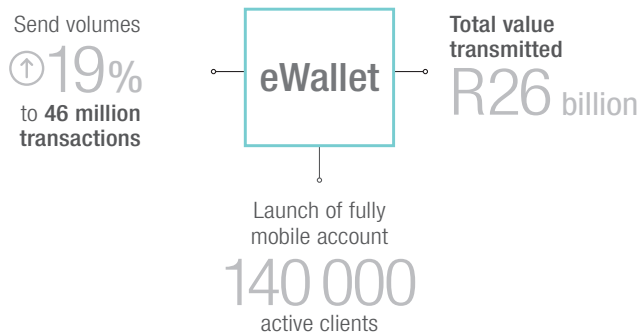 Send volumes
↑19%
to 46 million
transactions
eWallet
Total value
transmitted
R26 billion
Launch of fully
mobile account
140 000
active clients